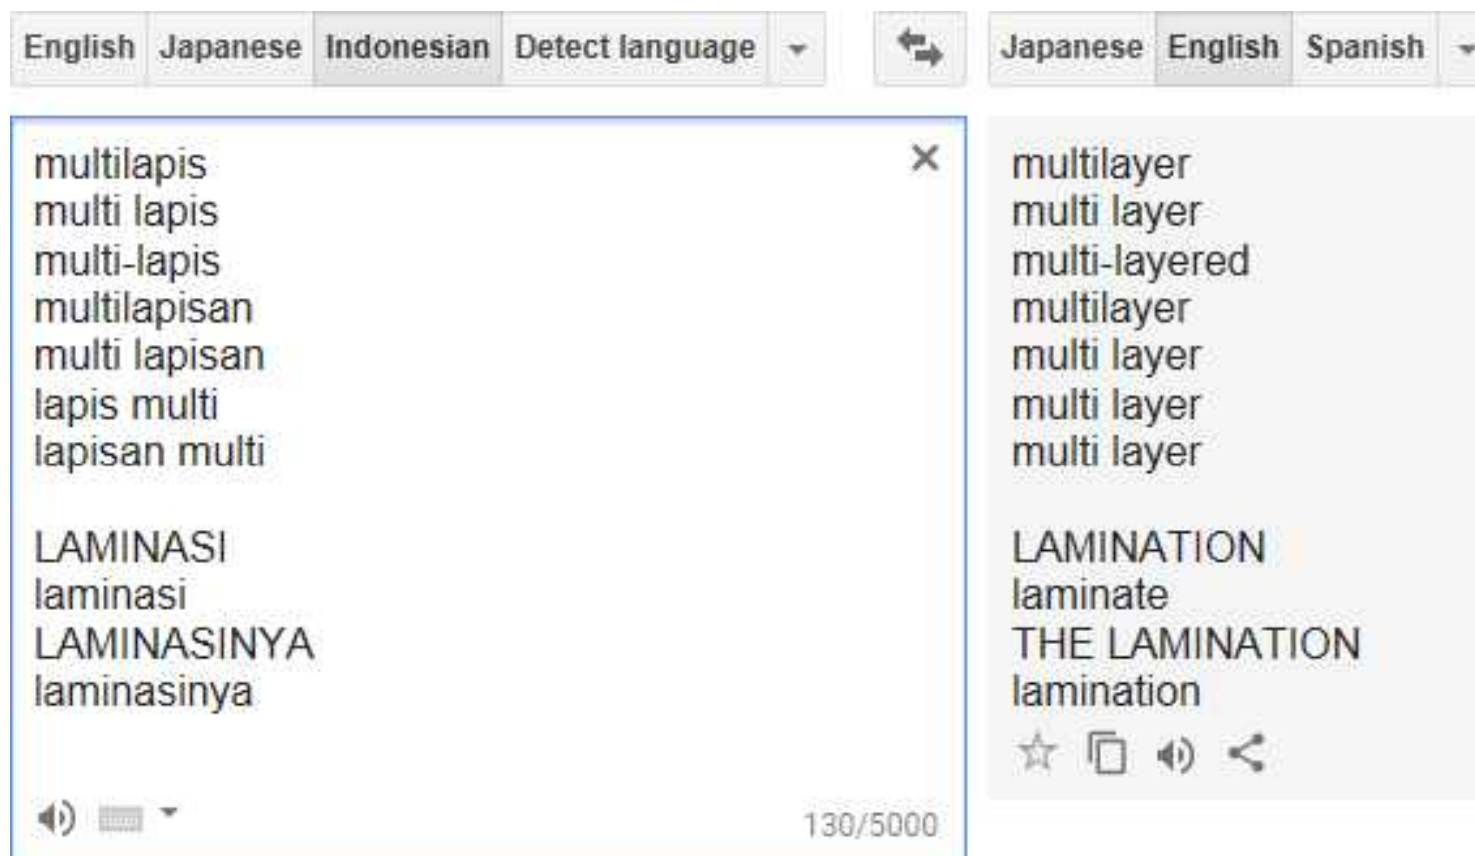 English Japanese Indonesian Detect language
Japanese English Spanish
multilapis
multi lapis
multi-lapis
multilapisan
multi lapisan
lapis multi
lapisan multi
LAMINASI
laminasi
LAMINASINYA
laminasinya
130/5000
multilayer
multi layer
multi-layered
multilayer
multi layer
multi layer
multi layer
LAMINATION
laminate
THE LAMINATION
lamination